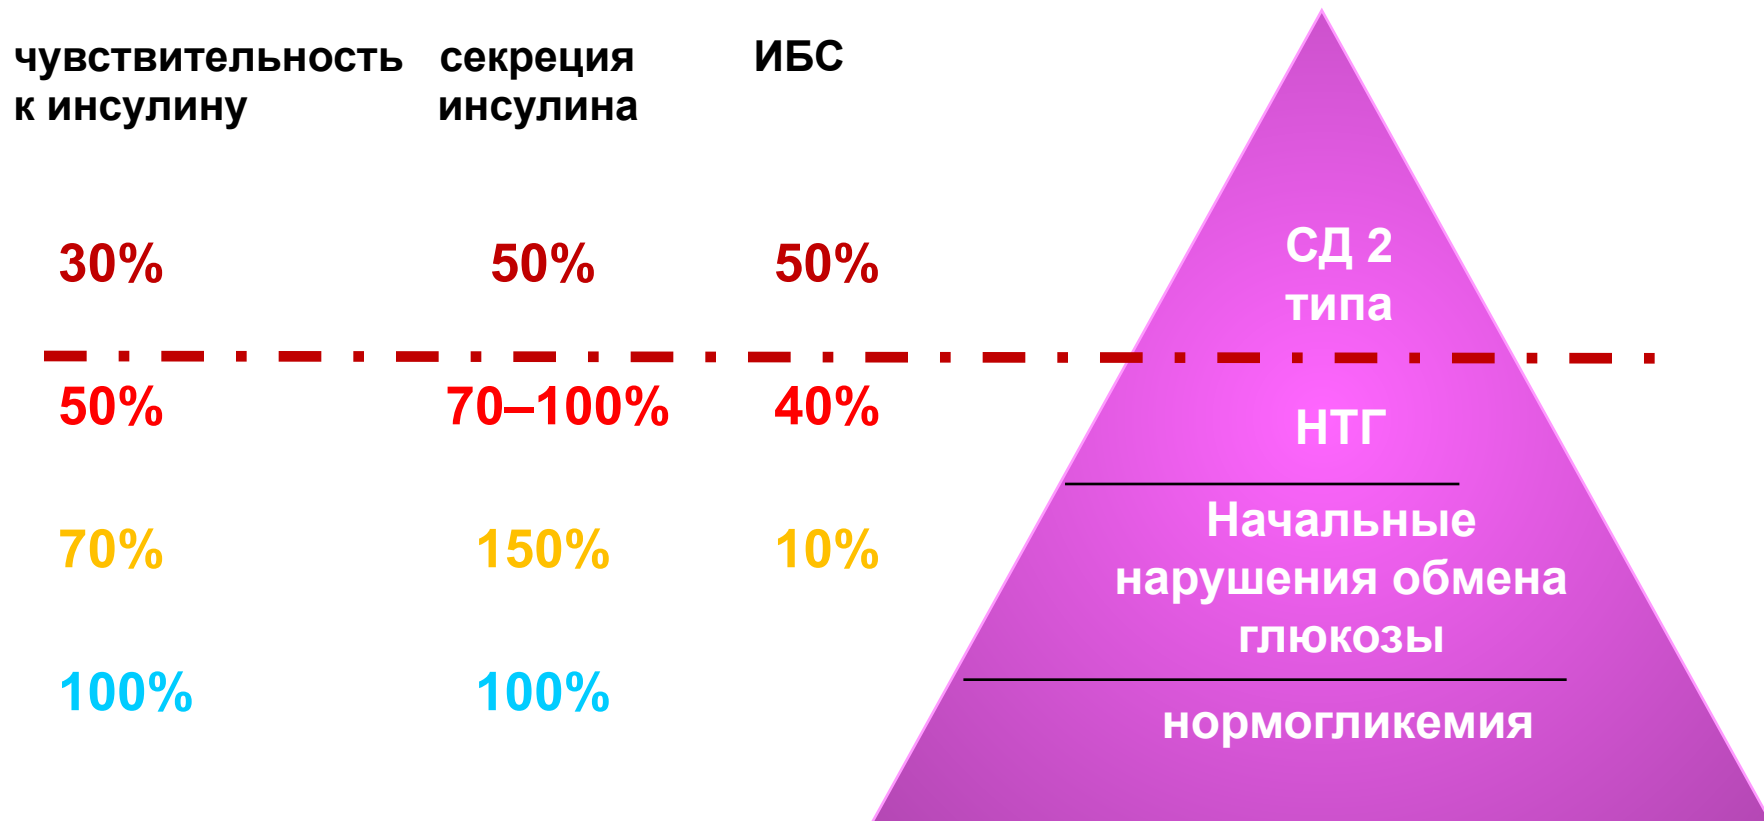 чувствительность секреция ИБС
к инсулину инсулина
30% 50% 50%
СД 2
типа
50% 70–100% 40%
НТГ
70% 150% 10%
Начальные
нарушения обмена
глюкозы
100% 100%
нормогликемия